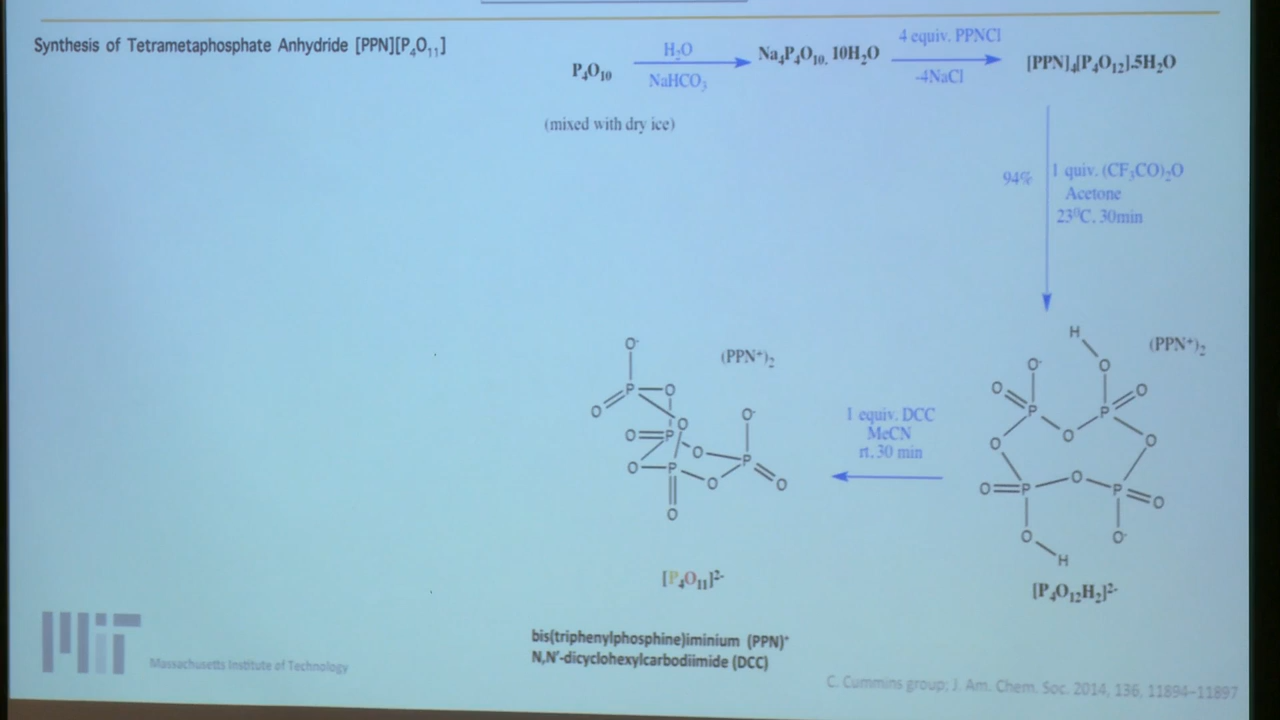 Synthesis of Tetrametaphosphate Anhydride [PPN][P₄O₁₁]
P₄O₁₀
H₂O
NaHCO₃
Na₄P₄O₁₀. 10H₂O
4 equiv. PPNCl
-4NaCl
[PPN]₄[P₄O₁₂].5H₂O
(mixed with dry ice)
94%
1 quiv. (CF₃CO)₂O
Acetone
23⁰C, 30min
O⁻
(PPN⁺)₂
P
O
O
O
O
P
O⁻
O
O
P
O
P
O
O
O
1 equiv. DCC
MeCN
rt, 30 min
H
(PPN⁺)₂
O⁻
O
O
O
P
P
O
O
O
O
O
P
P
O
O
O⁻
H
[P₄O₁₁]²⁻
[P₄O₁₂H₂]²⁻
bis(triphenylphosphine)iminium (PPN)⁺
N,N'-dicyclohexylcarbodiimide (DCC)
MIT
Massachusetts Institute of Technology
C. Cummins group; J. Am. Chem. Soc. 2014, 136, 11894–11897